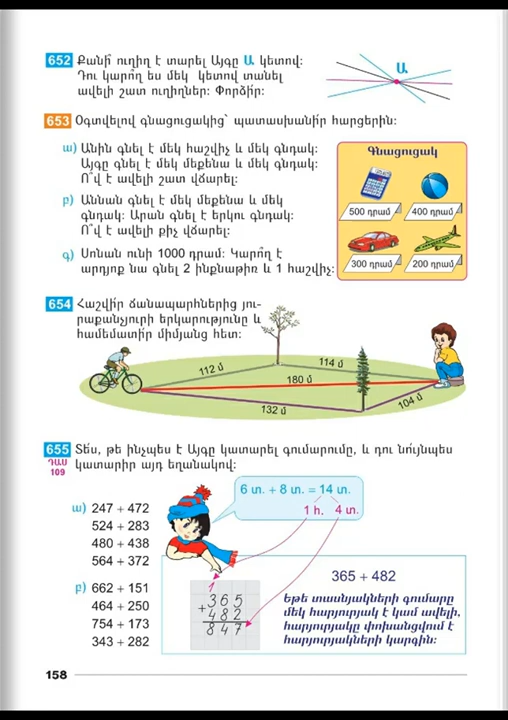 652 Քանի՞ ուղիղ է տարել Այգը Ա կետով:
Դու կարո՞ղ ես մեկ կետով տանել
ավելի շատ ուղիղներ: Փորձի՛ր:
Ա
653 Օգտվելով գնացուցակից՝ պատասխանի՛ր հարցերին:
ա) Անին գնել է մեկ հաշվիչ և մեկ գնդակ:
Այգը գնել է մեկ մեքենա և մեկ գնդակ:
Ո՞վ է ավելի շատ վճարել:
բ) Աննան գնել է մեկ մեքենա և մեկ
գնդակ: Արան գնել է երկու գնդակ:
Ո՞վ է ավելի քիչ վճարել:
գ) Սոնան ունի 1000 դրամ: Կարո՞ղ է
արդյոք նա գնել 2 ինքնաթիռ և 1 հաշվիչ:
Գնացուցակ
500 դրամ 400 դրամ
300 դրամ 200 դրամ
654 Հաշվի՛ր ճանապարհներից յու-
րաքանչյուրի երկարությունը և
համեմատի՛ր միմյանց հետ:
112 մ 114 մ
180 մ
132 մ 104 մ
655 Տե՛ս, թե ինչպես է Այգը կատարել գումարումը, և դու նույնպես
ԴԱՍ 109 կատարիր այդ եղանակով:
6 տ. + 8 տ. = 14 տ.
1 հ. 4 տ.
ա) 247 + 472
524 + 283
480 + 438
564 + 372
բ) 662 + 151
464 + 250
754 + 173
343 + 282
1
365
+482
847
365 + 482
Եթե տասնյակների գումարը
մեկ հարյուրյակ է կամ ավելի,
հարյուրյակը փոխանցվում է
հարյուրյակների կարգին:
158